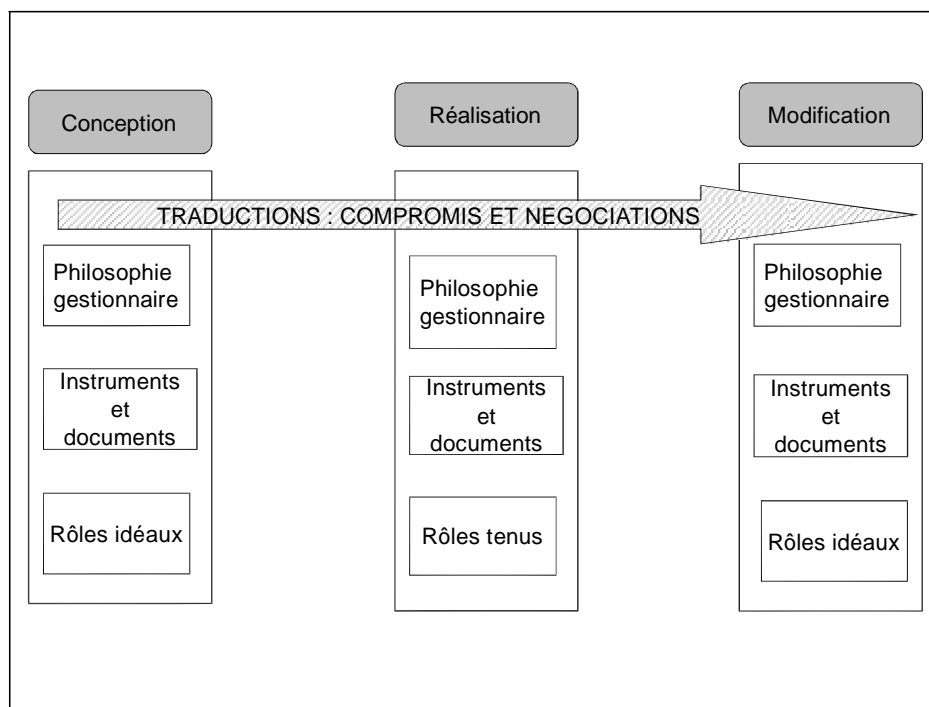 Conception
Réalisation
Modification
TRADUCTIONS : COMPROMIS ET NEGOCIATIONS
Philosophie
gestionnaire
Instruments
et
documents
Rôles idéaux
Philosophie
gestionnaire
Instruments
et
documents
Rôles tenus
Philosophie
gestionnaire
Instruments
et
documents
Rôles idéaux